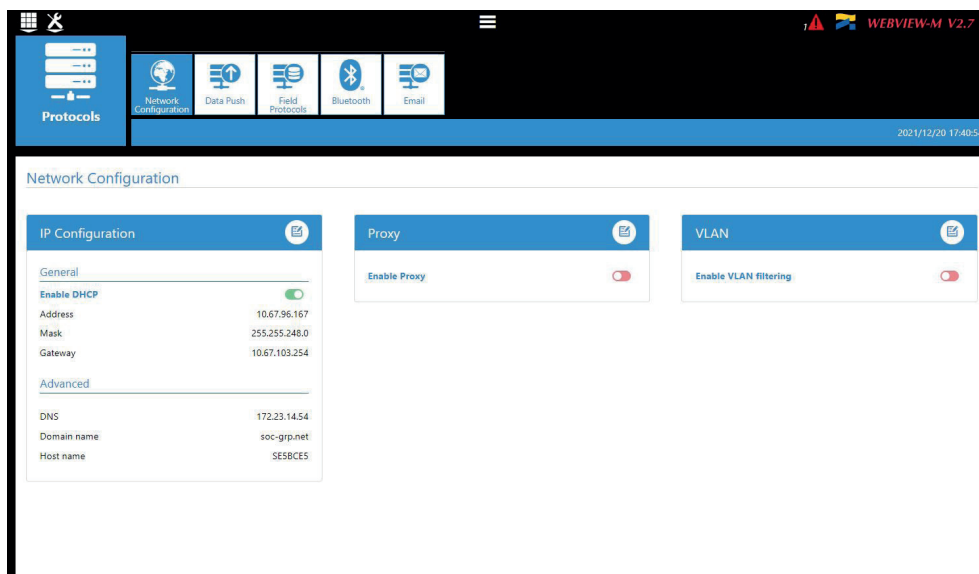 1
WEBVIEW-M V2.7
Protocols
Network
Configuration
Data Push
Field
Protocols
Bluetooth
Email
2021/12/20 17:40:5
Network Configuration
IP Configuration
General
Enable DHCP
Address 10.67.96.167
Mask 255.255.248.0
Gateway 10.67.103.254
Advanced
DNS 172.23.14.54
Domain name soc-grp.net
Host name SE5BCE5
Proxy
Enable Proxy
VLAN
Enable VLAN filtering